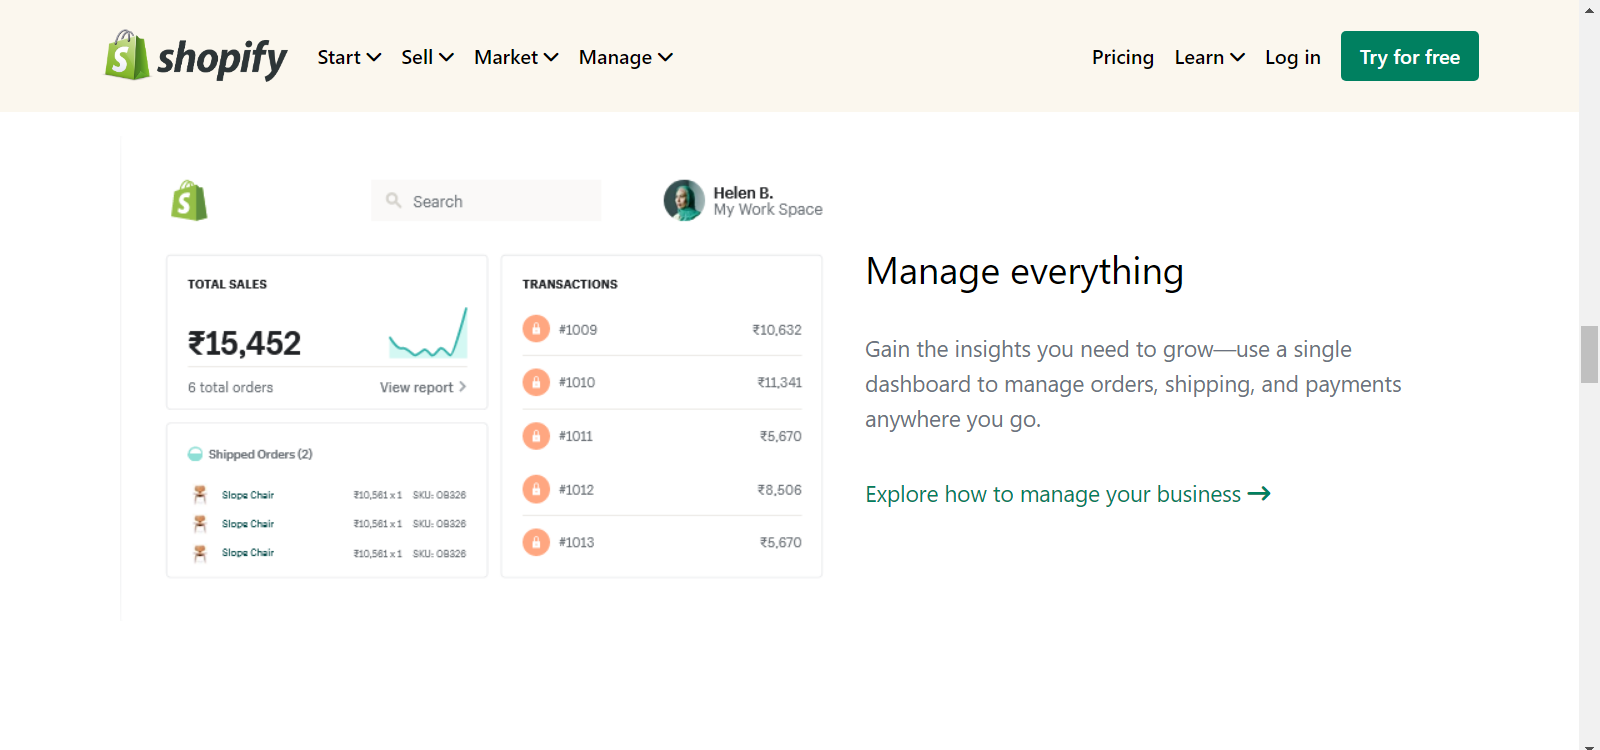 shopify Start Sell Market Manage Pricing Learn Log in Try for free
Search
Helen B.
My Work Space
TOTAL SALES
₹15,452
6 total orders View report
Shipped Orders (2)
Slope Chair ₹10,561 x 1 SKU: OB326
Slope Chair ₹10,561 x 1 SKU: OB326
Slope Chair ₹10,561 x 1 SKU: OB326
TRANSACTIONS
#1009 ₹10,632
#1010 ₹11,341
#1011 ₹5,670
#1012 ₹8,506
#1013 ₹5,670
Manage everything
Gain the insights you need to grow—use a single
dashboard to manage orders, shipping, and payments
anywhere you go.
Explore how to manage your business →